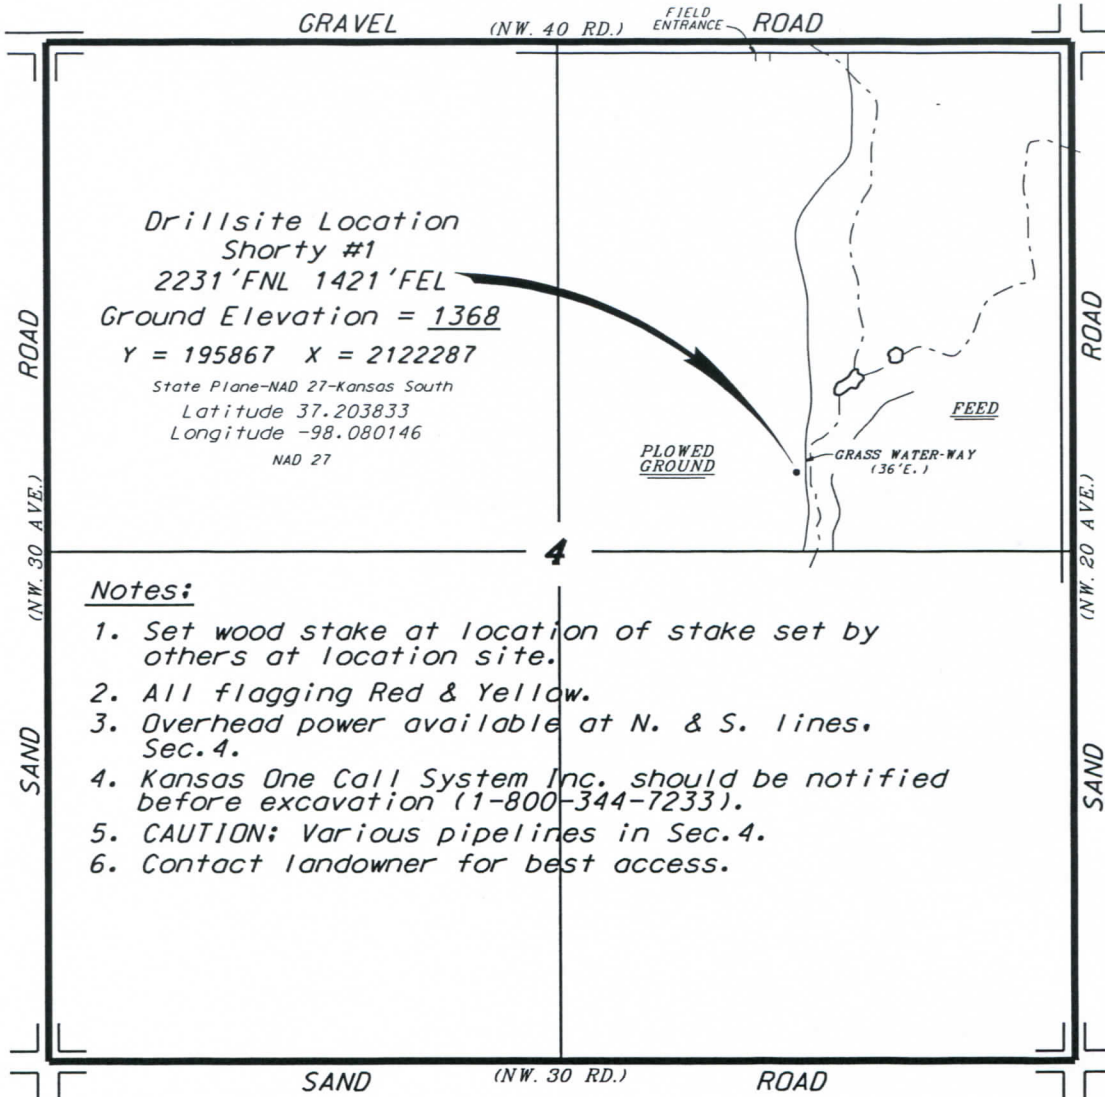 GRAVEL (NW. 40 RD.) ROAD
FIELD
ENTRANCE
Drillsite Location
Shorty #1
2231'FNL 1421'FEL
Ground Elevation = 1368
Y = 195867 X = 2122287
State Plane-NAD 27-Kansas South
Latitude 37.203833
Longitude -98.080146
NAD 27
SAND (NW. 30 AVE.) ROAD
SAND (NW. 20 AVE.) ROAD
PLOWED
GROUND
GRASS WATER-WAY
(36'E.)
FEED
4
Notes:
1. Set wood stake at location of stake set by
others at location site.
2. All flagging Red & Yellow.
3. Overhead power available at N. & S. lines.
Sec.4.
4. Kansas One Call System Inc. should be notified
before excavation (1-800-344-7233).
5. CAUTION: Various pipelines in Sec.4.
6. Contact landowner for best access.
SAND (NW. 30 RD.) ROAD